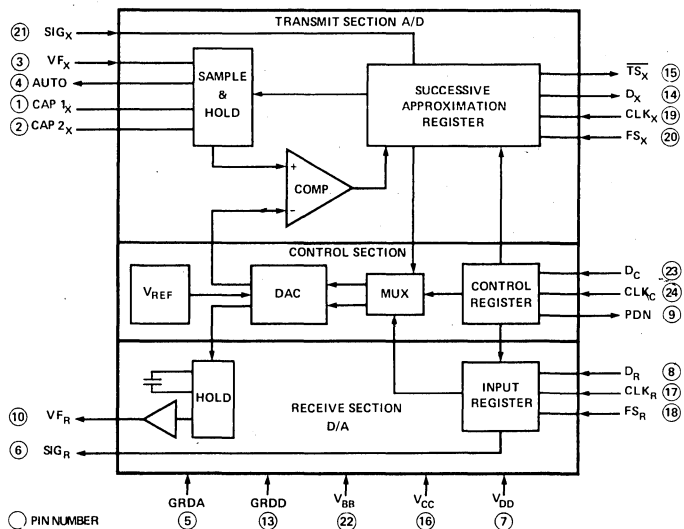 TRANSMIT SECTION A/D
21 SIGX
3 VFX
4 AUTO
1 CAP 1X
2 CAP 2X
SAMPLE
&
HOLD
SUCCESSIVE
APPROXIMATION
REGISTER
TSX 15
DX 14
CLKX 19
FSX 20
+
COMP
−
CONTROL SECTION
VREF
DAC
MUX
CONTROL
REGISTER
DC 23
CLKC 24
PDN 9
HOLD
RECEIVE SECTION
D/A
INPUT
REGISTER
DR 8
CLKR 17
FSR 18
10 VFR
6 SIGR
GRDA GRDD VBB VCC VDD
5 13 22 16 7
PIN NUMBER